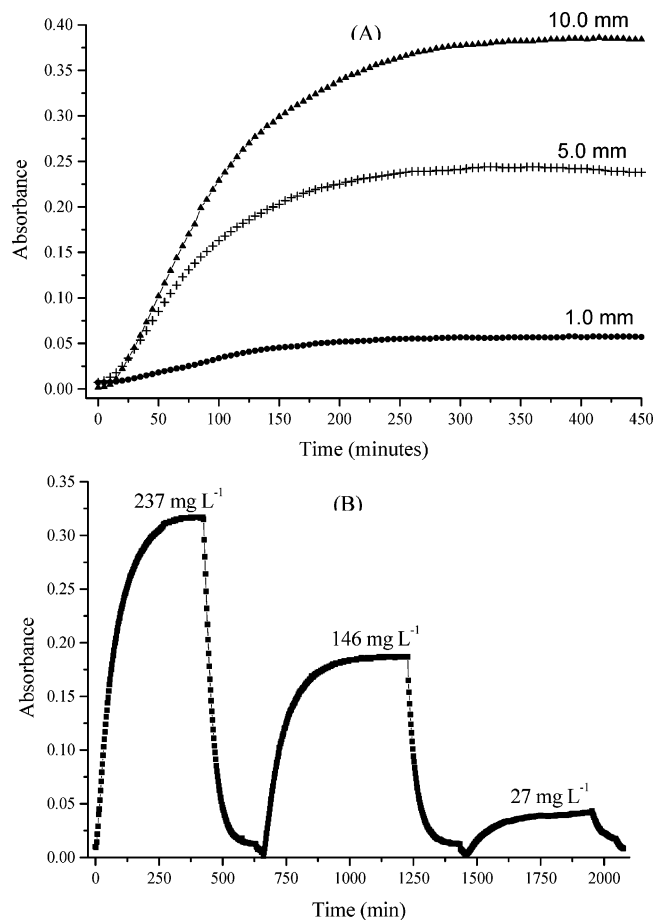 (A)
10.0 mm
5.0 mm
1.0 mm
0.40
0.35
0.30
0.25
0.20
0.15
0.10
0.05
0.00
Absorbance
0 50 100 150 200 250 300 350 400 450
Time (minutes)
(B)
237 mg L-1
146 mg L-1
27 mg L-1
0.35
0.30
0.25
0.20
0.15
0.10
0.05
0.00
Absorbance
0 250 500 750 1000 1250 1500 1750 2000
Time (min)